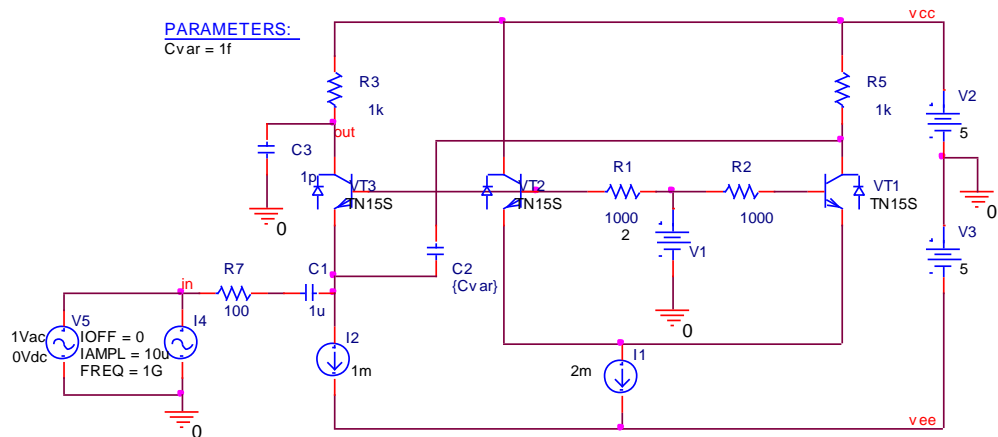 PARAMETERS:
Cvar = 1f
vcc
R3
1k
R5
1k
V2
5
out
C3
1p
VT3
TN15S
VT2
TN15S
R1
1000
2
R2
1000
VT1
TN15S
0
0
V1
V3
5
C2
{Cvar}
in
R7
100
C1
1u
0
V5
1Vac
0Vdc
IOFF = 0
IAMPL = 10u
FREQ = 1G
I4
I2
1m
I1
2m
0
vee